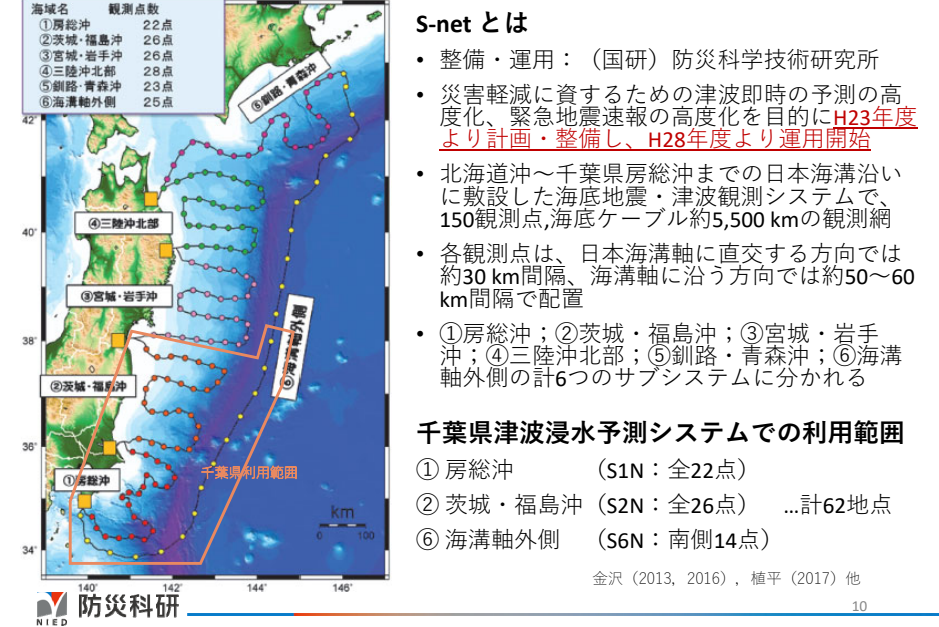 海域名 観測点数
①房総沖 22点
②茨城・福島沖 26点
③宮城・岩手沖 26点
④三陸沖北部 28点
⑤釧路・青森沖 23点
⑥海溝軸外側 25点
⑤釧路・青森沖
42°
④三陸沖北部
40°
③宮城・岩手沖
38°
⑥海溝軸外側
②茨城・福島沖
36°
千葉県利用範囲
①房総沖
km
0 100
34°
140° 142° 144° 146°
S-net とは
• 整備・運用：（国研）防災科学技術研究所
• 災害軽減に資するための津波即時の予測の高
度化、緊急地震速報の高度化を目的にH23年度
より計画・整備し、H28年度より運用開始
• 北海道沖～千葉県房総沖までの日本海溝沿い
に敷設した海底地震・津波観測システムで、
150観測点,海底ケーブル約5,500 kmの観測網
• 各観測点は、日本海溝軸に直交する方向では
約30 km間隔、海溝軸に沿う方向では約50～60
km間隔で配置
• ①房総沖；②茨城・福島沖；③宮城・岩手
沖；④三陸沖北部；⑤釧路・青森沖；⑥海溝
軸外側の計6つのサブシステムに分かれる
千葉県津波浸水予測システムでの利用範囲
① 房総沖 （S1N：全22点）
② 茨城・福島沖（S2N：全26点） …計62地点
⑥ 海溝軸外側 （S6N：南側14点）
金沢（2013，2016）, 植平（2017）他
NIED 防災科研
10